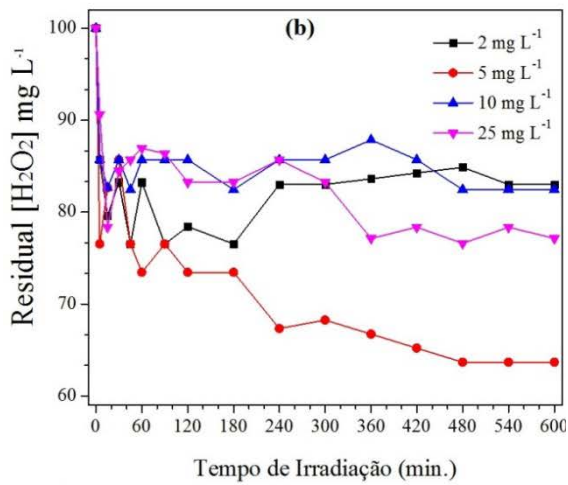 (b)
2 mg L⁻¹
5 mg L⁻¹
10 mg L⁻¹
25 mg L⁻¹
Residual [H₂O₂] mg L⁻¹
100
90
80
70
60
0 60 120 180 240 300 360 420 480 540 600
Tempo de Irradiação (min.)